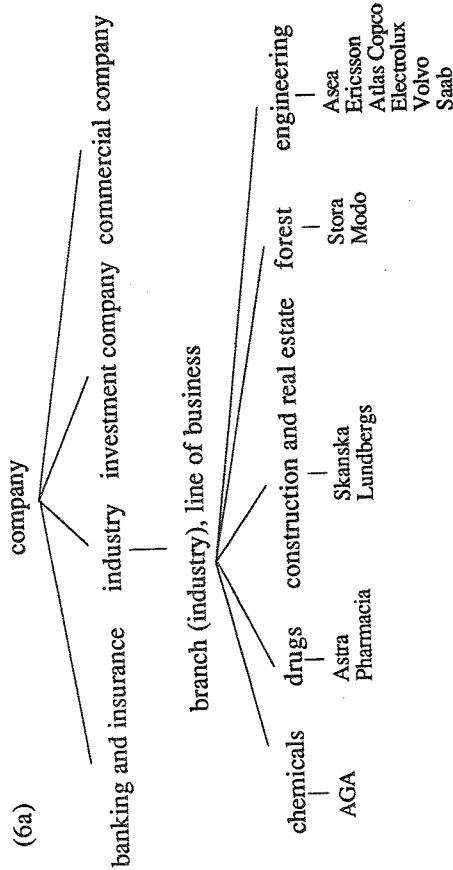 (6a)
company
banking and insurance industry investment company commercial company
branch (industry), line of business
chemicals drugs construction and real estate forest engineering
AGA
Astra
Pharmacia
Skanska
Lundbergs
Stora
Modo
Asea
Ericsson
Atlas Copco
Electrolux
Volvo
Saab